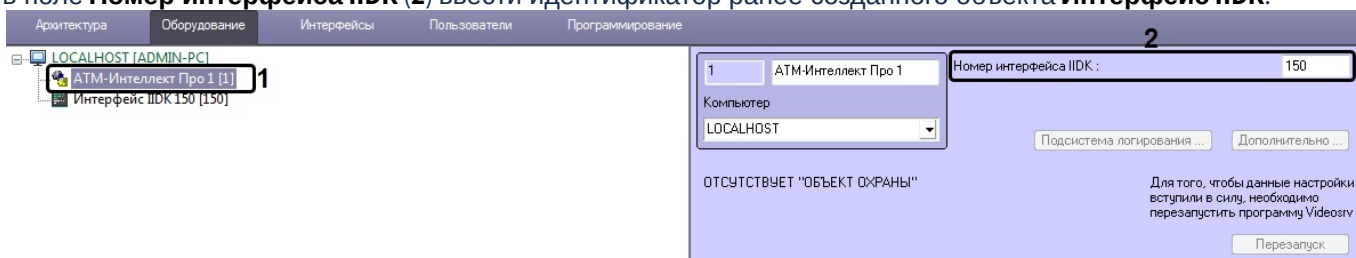 в поле Номер интерфейса IIDK (2) ввести идентификатор ранее созданного объекта Интерфейс IIDK.
Архитектура Оборудование Интерфейсы Пользователи Программирование
2
LOCALHOST [ADMIN-PC]
АТМ-Интеллект Про 1 [1] 1
Интерфейс IIDK 150 [150]
1 АТМ-Интеллект Про 1
Номер интерфейса IIDK : 150
Компьютер
LOCALHOST
Подсистема логирования ... Дополнительно ...
ОТСУТСТВУЕТ "ОБЪЕКТ ОХРАНЫ"
Для того, чтобы данные настройки
вступили в силу, необходимо
перезапустить программу Videosrv
Перезапуск